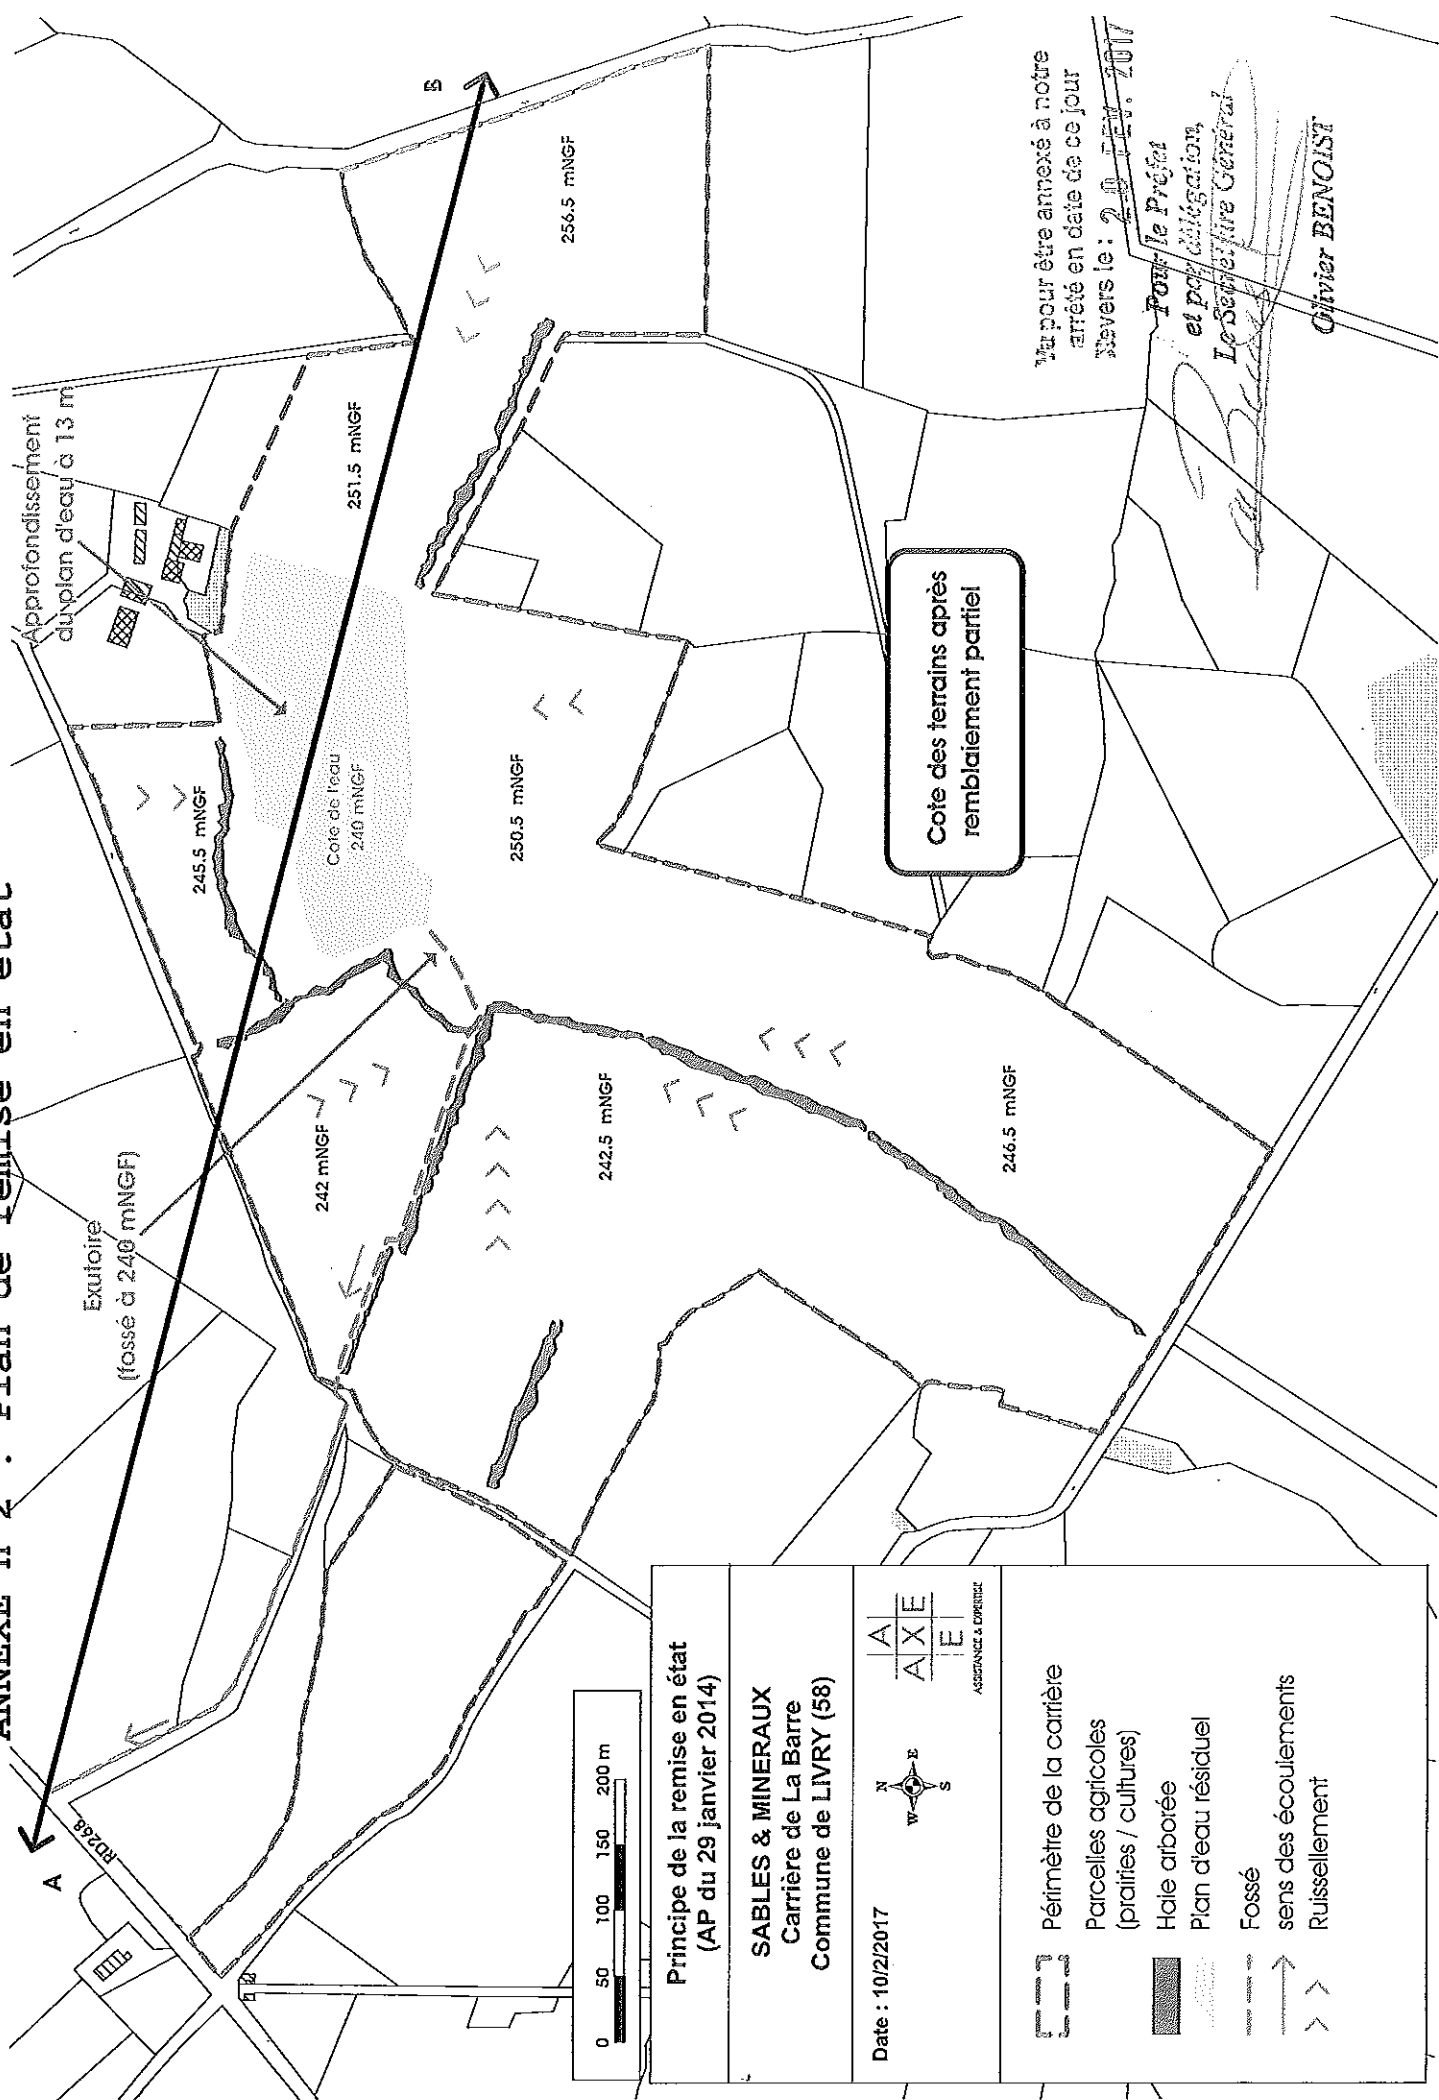 ANNEXE n° 2 : Plan de remise en état
A
RD268
Exutoire
(fossé à 240 mNGF)
Approfondissement
du plan d'eau à 13 m
B
245.5 mNGF
251.5 mNGF
242 mNGF
Cote de l'eau
240 mNGF
250.5 mNGF
256.5 mNGF
242.5 mNGF
246.5 mNGF
Cote des terrains après
remblaiement partiel
0 50 100 150 200 m
Principe de la remise en état
(AP du 29 janvier 2014)
SABLES & MINERAUX
Carrière de La Barre
Commune de LIVRY (58)
Date : 10/2/2017
N
W E
S
A
AXE
E
ASSISTANCE & EXPERTISE
Périmètre de la carrière
Parcelles agricoles
(prairies / cultures)
Haie arborée
Plan d'eau résiduel
Fossé
sens des écoulements
Ruissellement
Vu pour être annexé à notre
arrêté en date de ce jour
Nevers le : 20 FEV. 2017
Pour le Préfet
et par délégation,
Le Secrétaire Général
Olivier BENOIST